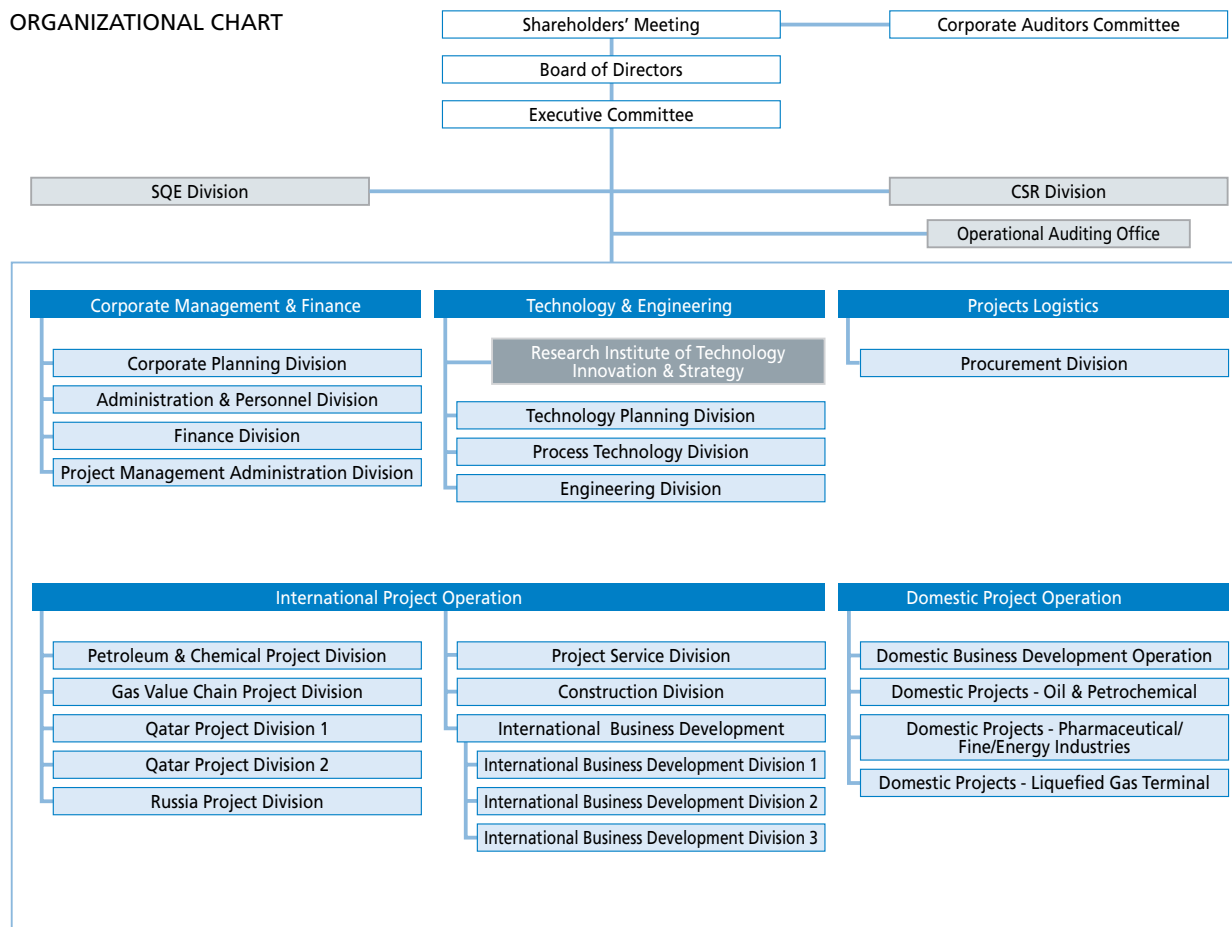 ORGANIZATIONAL CHART
Shareholders' Meeting
Corporate Auditors Committee
Board of Directors
Executive Committee
SQE Division
CSR Division
Operational Auditing Office
Corporate Management & Finance
Corporate Planning Division
Administration & Personnel Division
Finance Division
Project Management Administration Division
Technology & Engineering
Research Institute of Technology
Innovation & Strategy
Technology Planning Division
Process Technology Division
Engineering Division
Projects Logistics
Procurement Division
International Project Operation
Petroleum & Chemical Project Division
Gas Value Chain Project Division
Qatar Project Division 1
Qatar Project Division 2
Russia Project Division
Project Service Division
Construction Division
International Business Development
International Business Development Division 1
International Business Development Division 2
International Business Development Division 3
Domestic Project Operation
Domestic Business Development Operation
Domestic Projects - Oil & Petrochemical
Domestic Projects - Pharmaceutical/
Fine/Energy Industries
Domestic Projects - Liquefied Gas Terminal